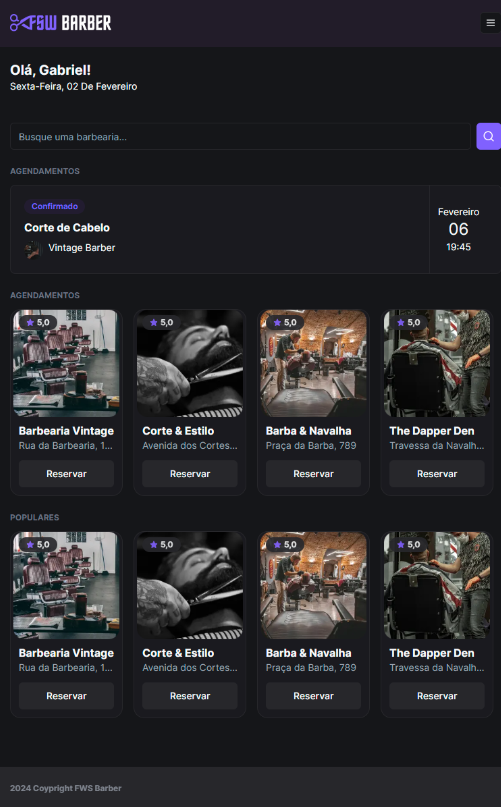 FSW BARBER
Olá, Gabriel!
Sexta-Feira, 02 De Fevereiro
Busque uma barbearia...
AGENDAMENTOS
Confirmado
Corte de Cabelo
Vintage Barber
Fevereiro
06
19:45
AGENDAMENTOS
5,0
5,0
5,0
5,0
Barbearia Vintage
Corte & Estilo
Barba & Navalha
The Dapper Den
Rua da Barbearia, 1...
Avenida dos Cortes...
Praça da Barba, 789
Travessa da Navalh...
Reservar
Reservar
Reservar
Reservar
POPULARES
5,0
5,0
5,0
5,0
Barbearia Vintage
Corte & Estilo
Barba & Navalha
The Dapper Den
Rua da Barbearia, 1...
Avenida dos Cortes...
Praça da Barba, 789
Travessa da Navalh...
Reservar
Reservar
Reservar
Reservar
2024 Coypright FWS Barber